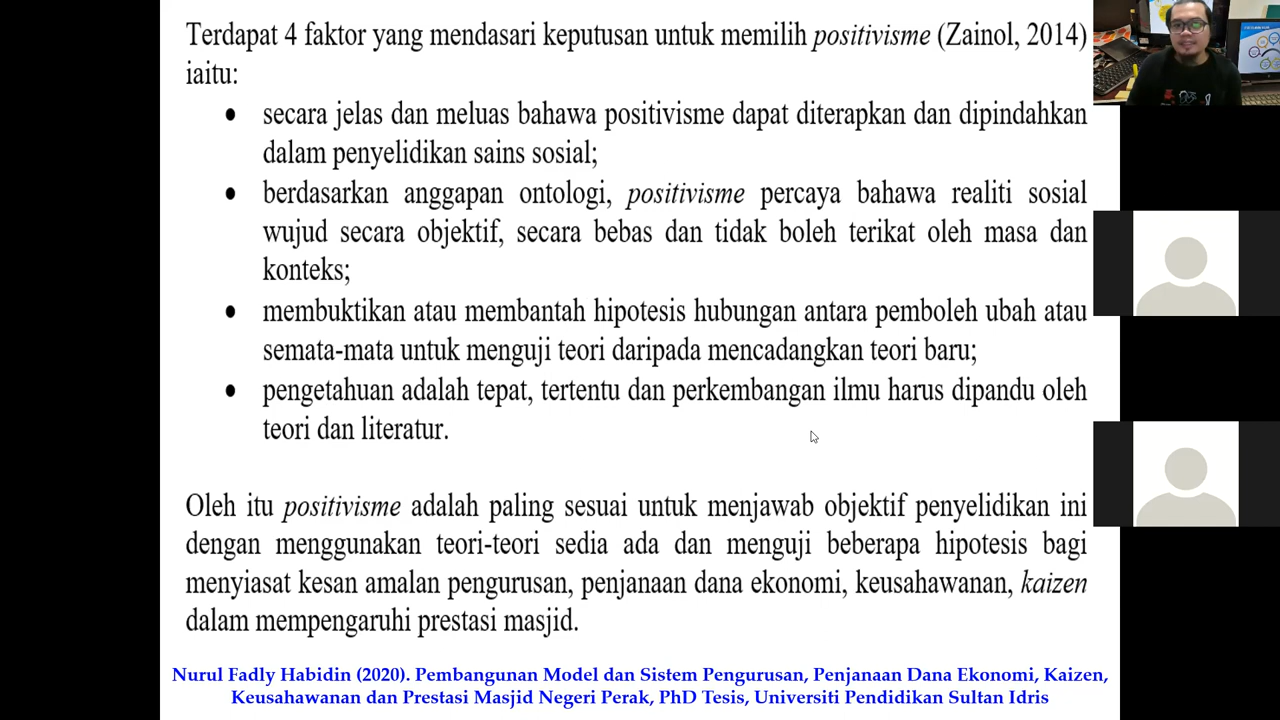 Terdapat 4 faktor yang mendasari keputusan untuk memilih positivisme (Zainol, 2014)
iaitu:
• secara jelas dan meluas bahawa positivisme dapat diterapkan dan dipindahkan
dalam penyelidikan sains sosial;
• berdasarkan anggapan ontologi, positivisme percaya bahawa realiti sosial
wujud secara objektif, secara bebas dan tidak boleh terikat oleh masa dan
konteks;
• membuktikan atau membantah hipotesis hubungan antara pemboleh ubah atau
semata-mata untuk menguji teori daripada mencadangkan teori baru;
• pengetahuan adalah tepat, tertentu dan perkembangan ilmu harus dipandu oleh
teori dan literatur.
Oleh itu positivisme adalah paling sesuai untuk menjawab objektif penyelidikan ini
dengan menggunakan teori-teori sedia ada dan menguji beberapa hipotesis bagi
menyiasat kesan amalan pengurusan, penjanaan dana ekonomi, keusahawanan, kaizen
dalam mempengaruhi prestasi masjid.
Nurul Fadly Habidin (2020). Pembangunan Model dan Sistem Pengurusan, Penjanaan Dana Ekonomi, Kaizen,
Keusahawanan dan Prestasi Masjid Negeri Perak, PhD Tesis, Universiti Pendidikan Sultan Idris